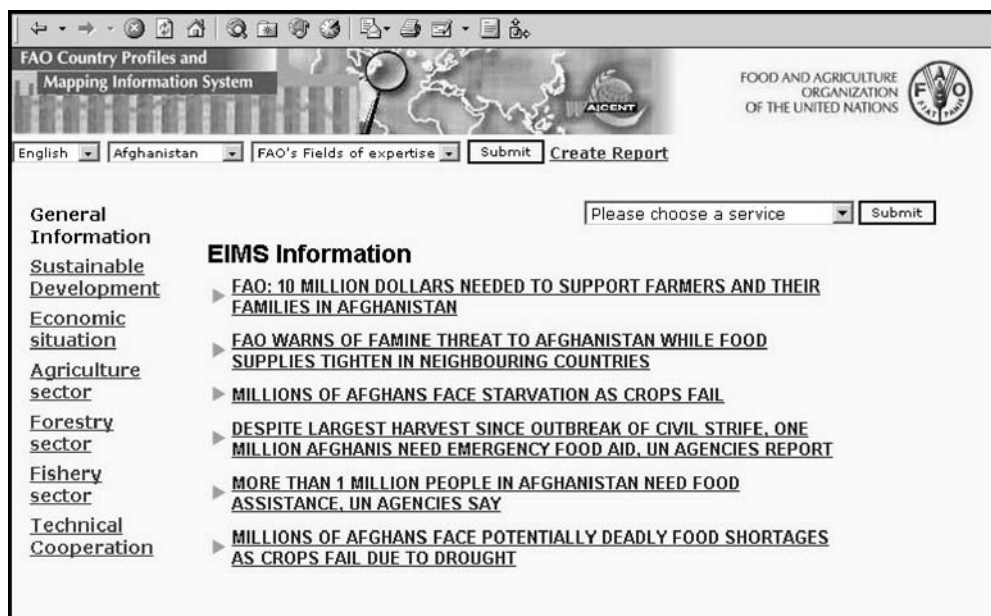 FAO Country Profiles and
Mapping Information System
AICENT
FOOD AND AGRICULTURE
ORGANIZATION
OF THE UNITED NATIONS
F A O
FIAT PANIS
English
Afghanistan
FAO's Fields of expertise
Submit
Create Report
Please choose a service
Submit
General
Information
Sustainable
Development
Economic
situation
Agriculture
sector
Forestry
sector
Fishery
sector
Technical
Cooperation
EIMS Information
FAO: 10 MILLION DOLLARS NEEDED TO SUPPORT FARMERS AND THEIR
FAMILIES IN AFGHANISTAN
FAO WARNS OF FAMINE THREAT TO AFGHANISTAN WHILE FOOD
SUPPLIES TIGHTEN IN NEIGHBOURING COUNTRIES
MILLIONS OF AFGHANS FACE STARVATION AS CROPS FAIL
DESPITE LARGEST HARVEST SINCE OUTBREAK OF CIVIL STRIFE, ONE
MILLION AFGHANIS NEED EMERGENCY FOOD AID, UN AGENCIES REPORT
MORE THAN 1 MILLION PEOPLE IN AFGHANISTAN NEED FOOD
ASSISTANCE, UN AGENCIES SAY
MILLIONS OF AFGHANS FACE POTENTIALLY DEADLY FOOD SHORTAGES
AS CROPS FAIL DUE TO DROUGHT